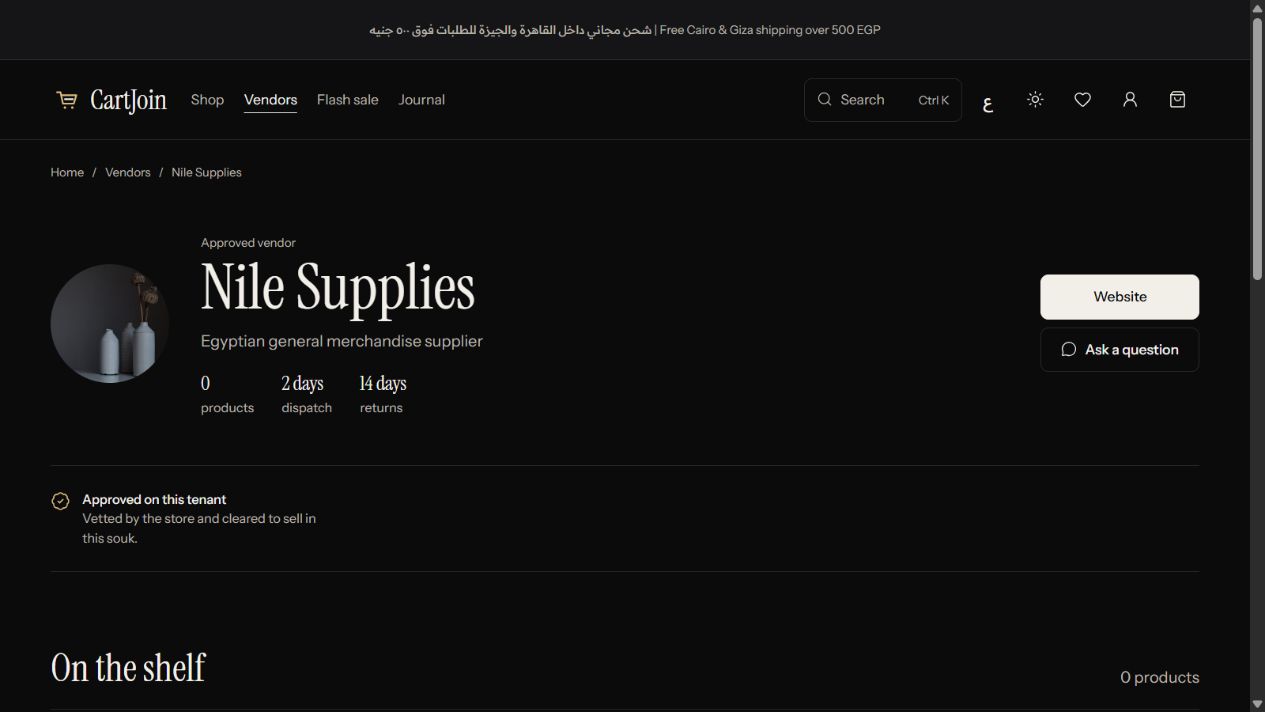 شحن مجاني داخل القاهرة والجيزة للطلبات فوق ٥٠٠ جنيه | Free Cairo & Giza shipping over 500 EGP
CartJoin Shop Vendors Flash sale Journal Search Ctrl K ع
Home / Vendors / Nile Supplies
Approved vendor
Nile Supplies
Egyptian general merchandise supplier
0 2 days 14 days
products dispatch returns
Website
Ask a question
Approved on this tenant
Vetted by the store and cleared to sell in
this souk.
On the shelf
0 products